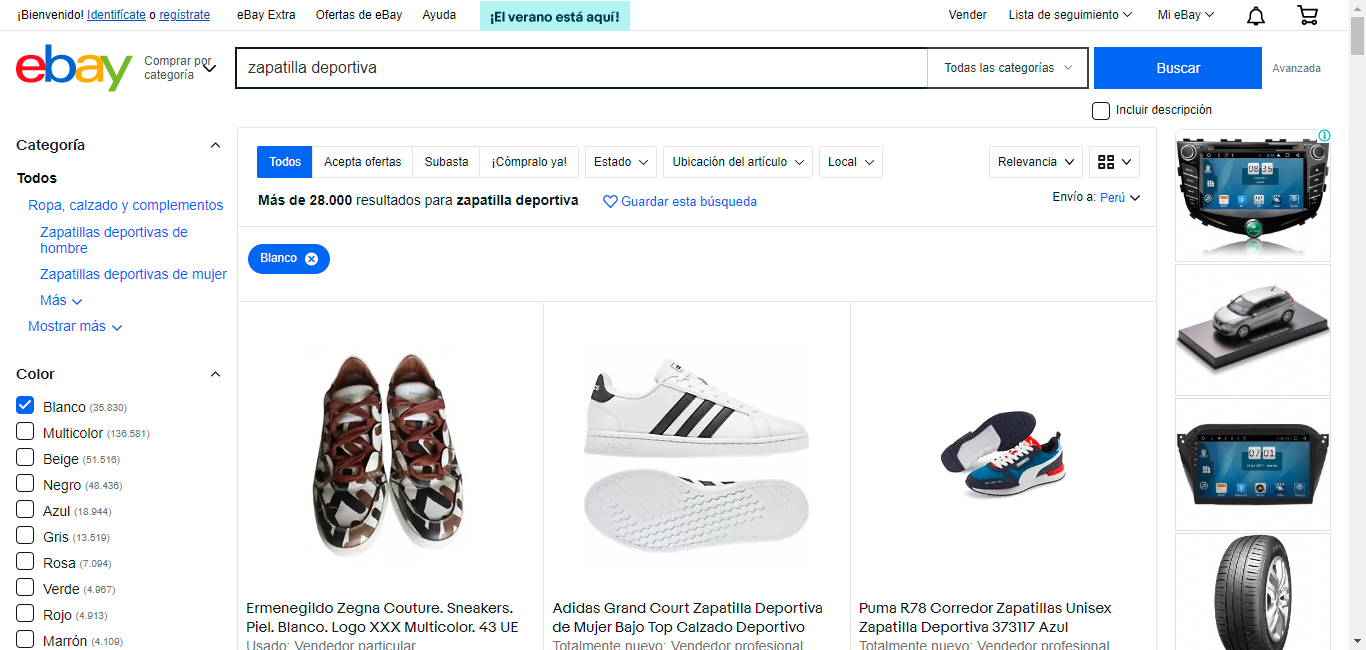 ¡Bienvenido! Identifícate o regístrate
eBay Extra
Ofertas de eBay
Ayuda
¡El verano está aquí!
Vender
Lista de seguimiento
Mi eBay
ebay
Comprar por
categoría
zapatilla deportiva
Todas las categorías
Buscar
Avanzada
Incluir descripción
Categoría
Todos
Ropa, calzado y complementos
Zapatillas deportivas de
hombre
Zapatillas deportivas de mujer
Más
Mostrar más
Color
Blanco (35.830)
Multicolor (136.581)
Beige (51.516)
Negro (48.436)
Azul (18.944)
Gris (13.519)
Rosa (7.094)
Verde (4.967)
Rojo (4.913)
Marrón (4.109)
Todos
Acepta ofertas
Subasta
¡Cómpralo ya!
Estado
Ubicación del artículo
Local
Relevancia
Más de 28.000 resultados para zapatilla deportiva
Guardar esta búsqueda
Envío a: Perú
Blanco
Ermenegildo Zegna Couture. Sneakers.
Piel. Blanco. Logo XXX Multicolor. 43 UE
Usado: Vendedor particular
Adidas Grand Court Zapatilla Deportiva
de Mujer Bajo Top Calzado Deportivo
Totalmente nuevo: Vendedor profesional
Puma R78 Corredor Zapatillas Unisex
Zapatilla Deportiva 373117 Azul
Totalmente nuevo: Vendedor profesional
08 36
07 01